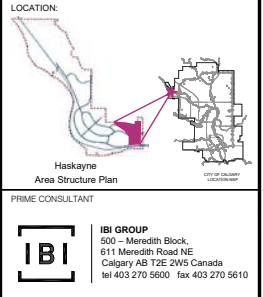 LOCATION:
Haskayne
Area Structure Plan
CITY OF CALGARY
LOCATION MAP
PRIME CONSULTANT
IBI
IBI GROUP
500 – Meredith Block,
611 Meredith Road NE
Calgary AB T2E 2W5 Canada
tel 403 270 5600 fax 403 270 5610